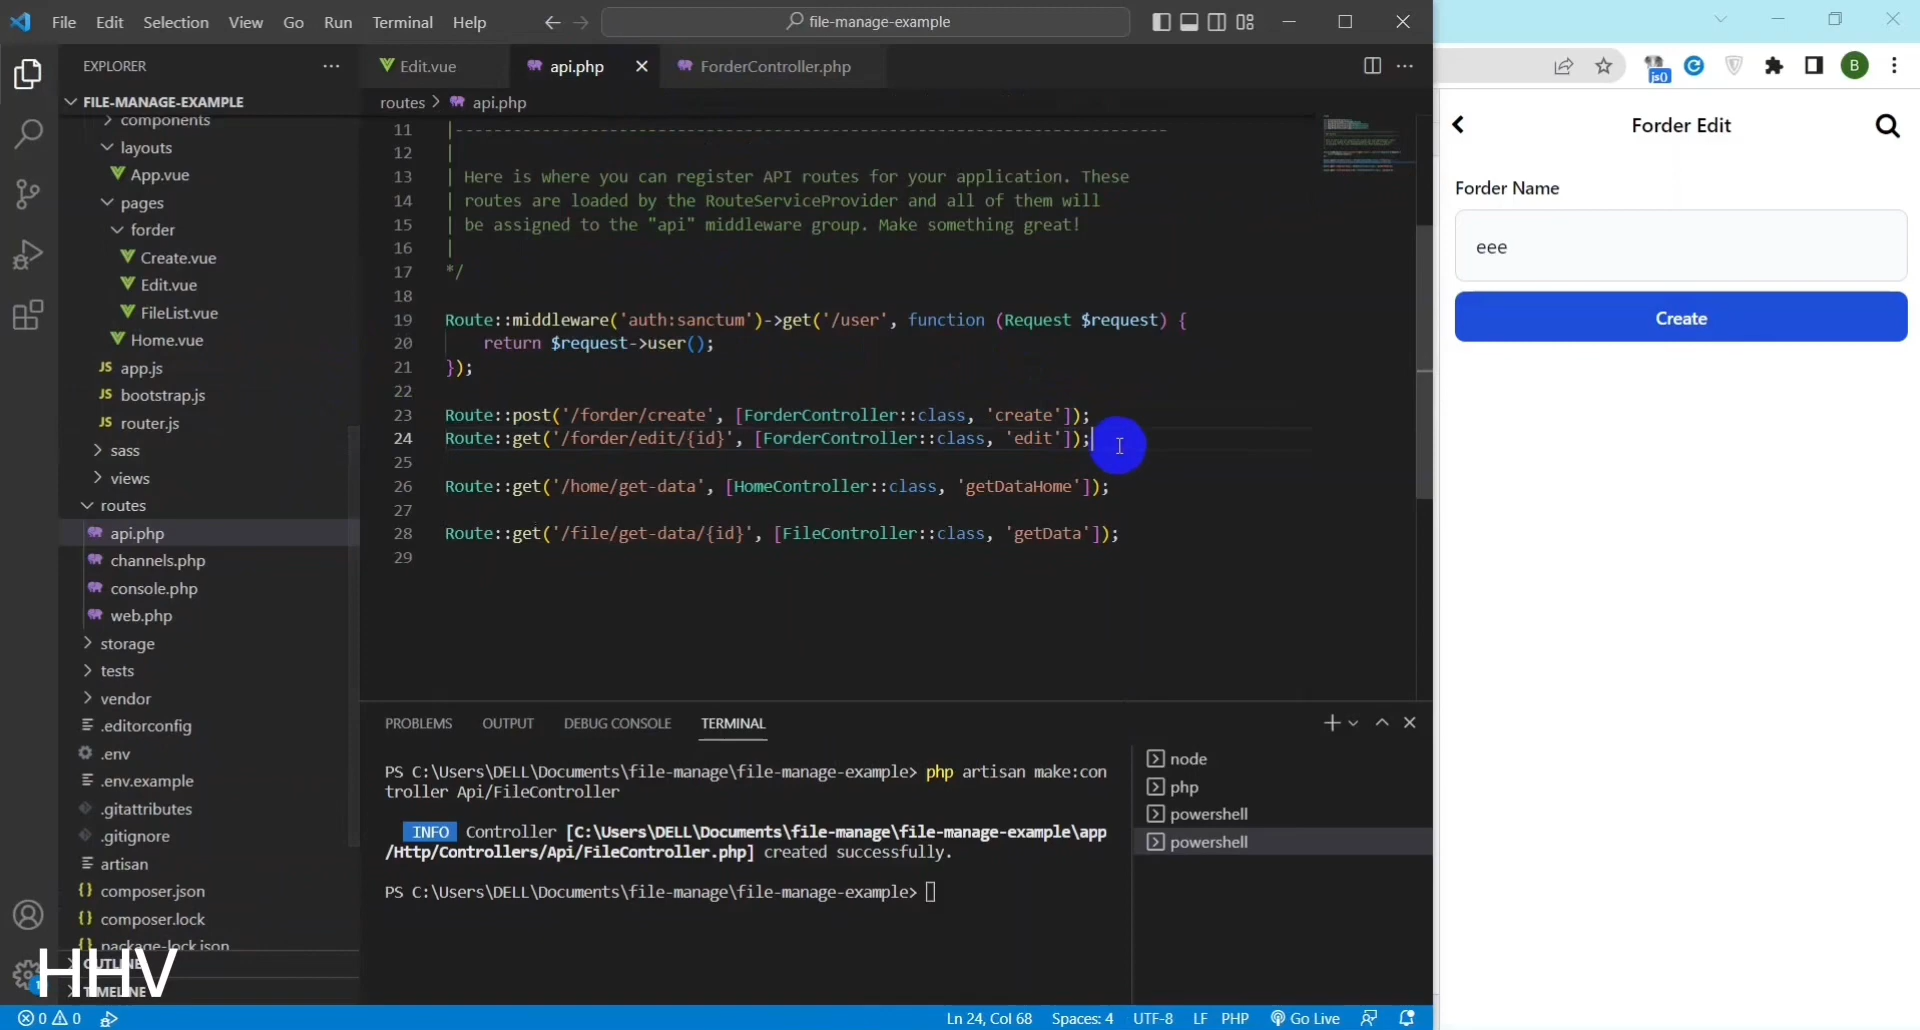 File Edit Selection View Go Run Terminal Help
file-manage-example
EXPLORER
Edit.vue
api.php
ForderController.php
js()
B
FILE-MANAGE-EXAMPLE
routes > api.php
components
layouts
App.vue
pages
forder
Create.vue
Edit.vue
FileList.vue
Home.vue
JS app.js
JS bootstrap.js
JS router.js
sass
views
routes
api.php
channels.php
console.php
web.php
storage
tests
vendor
.editorconfig
.env
.env.example
.gitattributes
.gitignore
artisan
{} composer.json
{} composer.lock
{} package-lock.json
OUTLINE
TIMELINE
HHV
11 |--------------------------------------------------------------------------
12 |
13 | Here is where you can register API routes for your application. These
14 | routes are loaded by the RouteServiceProvider and all of them will
15 | be assigned to the "api" middleware group. Make something great!
16 |
17 */
18
19 Route::middleware('auth:sanctum')->get('/user', function (Request $request) {
20 return $request->user();
21 });
22
23 Route::post('/forder/create', [ForderController::class, 'create']);
24 Route::get('/forder/edit/{id}', [ForderController::class, 'edit']);
25
26 Route::get('/home/get-data', [HomeController::class, 'getDataHome']);
27
28 Route::get('/file/get-data/{id}', [FileController::class, 'getData']);
29
PROBLEMS OUTPUT DEBUG CONSOLE TERMINAL
PS C:\Users\DELL\Documents\file-manage\file-manage-example> php artisan make:con
troller Api/FileController
INFO Controller [C:\Users\DELL\Documents\file-manage\file-manage-example\app
/Http/Controllers/Api/FileController.php] created successfully.
PS C:\Users\DELL\Documents\file-manage\file-manage-example>
node
php
powershell
powershell
0 0
Ln 24, Col 68 Spaces: 4 UTF-8 LF PHP Go Live
Forder Edit
Forder Name
eee
Create